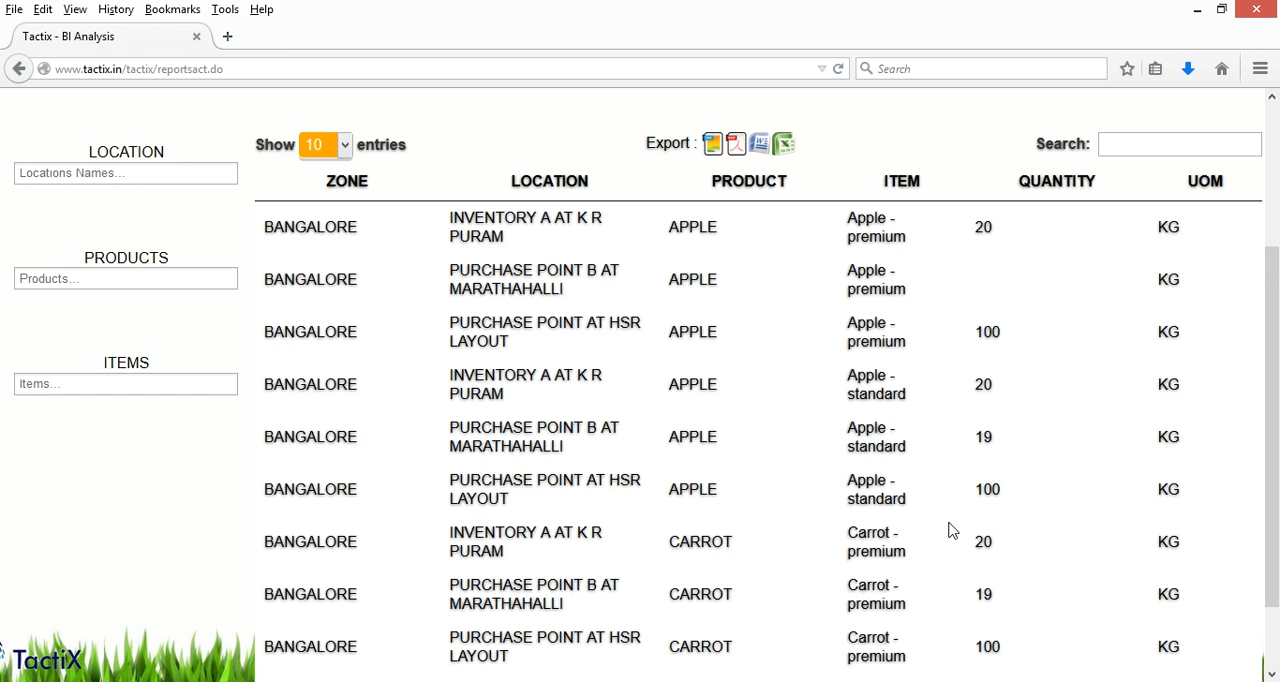 File Edit View History Bookmarks Tools Help
Tactix - BI Analysis
www.tactix.in/tactix/reportsact.do
Search
LOCATION
Locations Names...
PRODUCTS
Products...
ITEMS
Items...
TactiX
Show 10 entries
Export :
Search:
ZONE LOCATION PRODUCT ITEM QUANTITY UOM
BANGALORE INVENTORY A AT K R PURAM APPLE Apple - premium 20 KG
BANGALORE PURCHASE POINT B AT MARATHAHALLI APPLE Apple - premium KG
BANGALORE PURCHASE POINT AT HSR LAYOUT APPLE Apple - premium 100 KG
BANGALORE INVENTORY A AT K R PURAM APPLE Apple - standard 20 KG
BANGALORE PURCHASE POINT B AT MARATHAHALLI APPLE Apple - standard 19 KG
BANGALORE PURCHASE POINT AT HSR LAYOUT APPLE Apple - standard 100 KG
BANGALORE INVENTORY A AT K R PURAM CARROT Carrot - premium 20 KG
BANGALORE PURCHASE POINT B AT MARATHAHALLI CARROT Carrot - premium 19 KG
BANGALORE PURCHASE POINT AT HSR LAYOUT CARROT Carrot - premium 100 KG